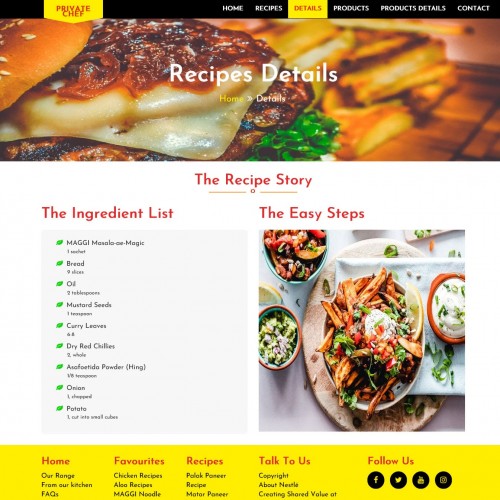 PRIVATE
CHEF
HOME RECIPES DETAILS PRODUCTS PRODUCTS DETAILS CONTACT
Recipes Details
Home » Details
The Recipe Story
The Ingredient List
MAGGI Masala-ae-Magic
1 sachet
Bread
9 slices
Oil
2 tablespoons
Mustard Seeds
1 teaspoon
Curry Leaves
6-8
Dry Red Chillies
2, whole
Asafoetida Powder (Hing)
1/8 teaspoon
Onion
1, chopped
Potato
1, cut into small cubes
The Easy Steps
Home
Our Range
From our kitchen
FAQs
Favourites
Chicken Recipes
Aloo Recipes
MAGGI Noodle
Recipes
Palak Paneer
Recipe
Matar Paneer
Talk To Us
Copyright
About Nestlé
Creating Shared Value at
Follow Us